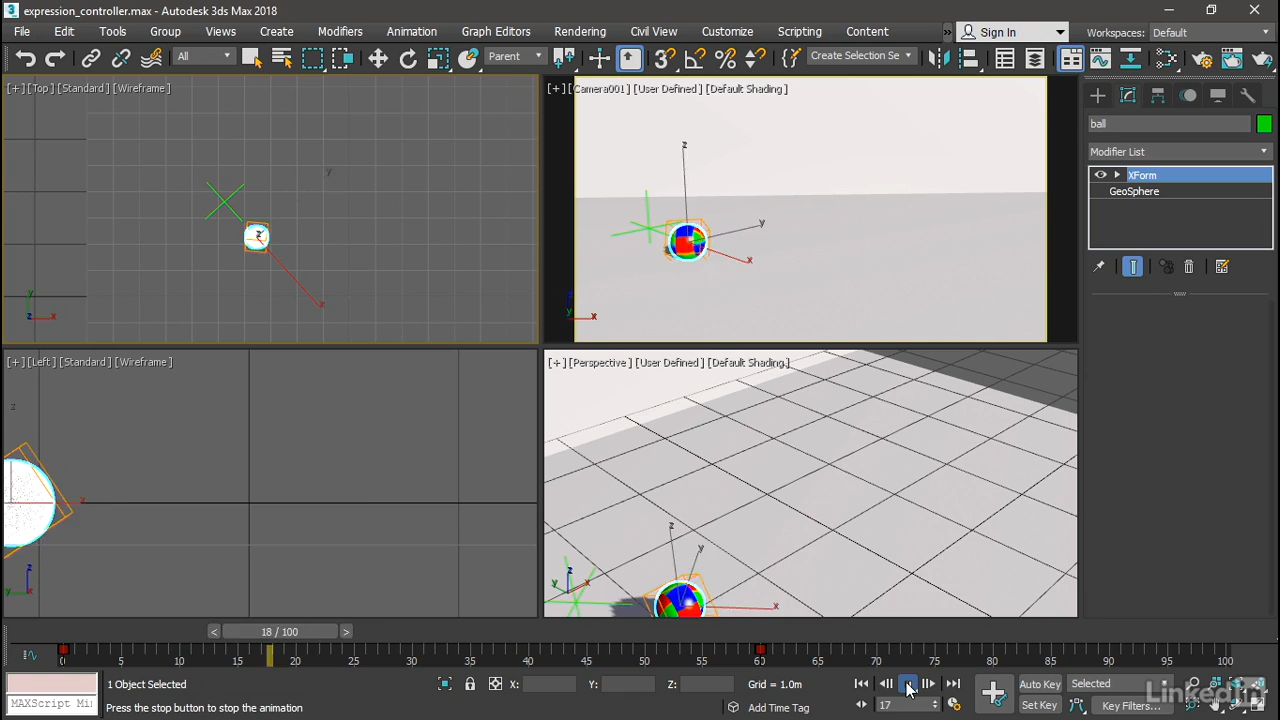 expression_controller.max - Autodesk 3ds Max 2018
File Edit Tools Group Views Create Modifiers Animation Graph Editors Rendering Civil View Customize Scripting Content » Sign In Workspaces: Default
All Parent Create Selection Se
[+] [Top] [Standard] [Wireframe]
[+] [Camera001] [User Defined] [Default Shading]
ball
Modifier List
XForm
GeoSphere
y
z
x
y
z
x
z
y
x
y
z
x
[+] [Left] [Standard] [Wireframe]
[+] [Perspective] [User Defined] [Default Shading]
z
x
z
y
x
z
y
x
z
y
x
< 18 / 100 >
0 5 10 15 20 25 30 35 40 45 50 55 60 65 70 75 80 85 90 95 100
1 Object Selected X: Y: Z: Grid = 1.0m Auto Key Selected
MAXScript Mi Press the stop button to stop the animation Add Time Tag 17 Set Key Key Filters...
LinkedIn